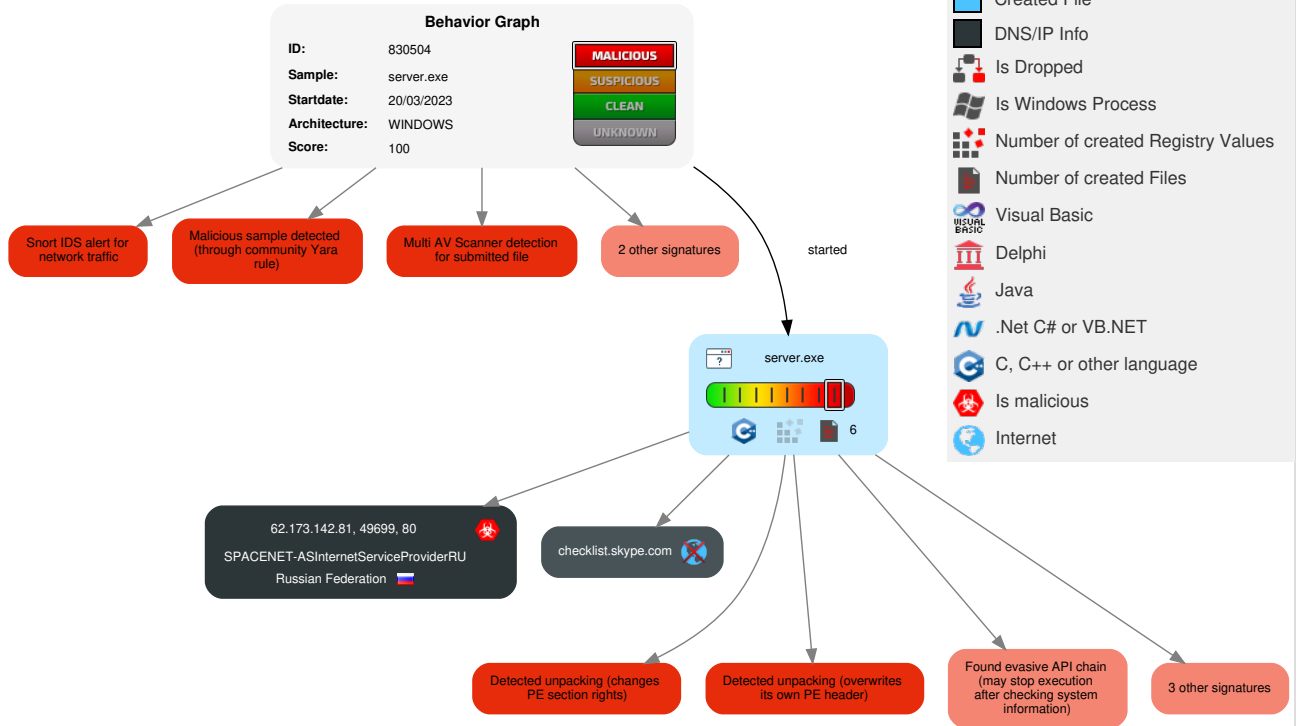 Behavior Graph
ID: 830504
Sample: server.exe
Startdate: 20/03/2023
Architecture: WINDOWS
Score: 100
MALICIOUS
SUSPICIOUS
CLEAN
UNKNOWN
Created File
DNS/IP Info
Is Dropped
Is Windows Process
Number of created Registry Values
Number of created Files
VISUAL
BASIC
Visual Basic
Delphi
Java
.Net C# or VB.NET
C, C++ or other language
Is malicious
Internet
Snort IDS alert for
network traffic
Malicious sample detected
(through community Yara
rule)
Multi AV Scanner detection
for submitted file
2 other signatures
started
?
server.exe
6
62.173.142.81, 49699, 80
SPACENET-ASInternetServiceProviderRU
Russian Federation
checklist.skype.com
Detected unpacking (changes
PE section rights)
Detected unpacking (overwrites
its own PE header)
Found evasive API chain
(may stop execution
after checking system
information)
3 other signatures